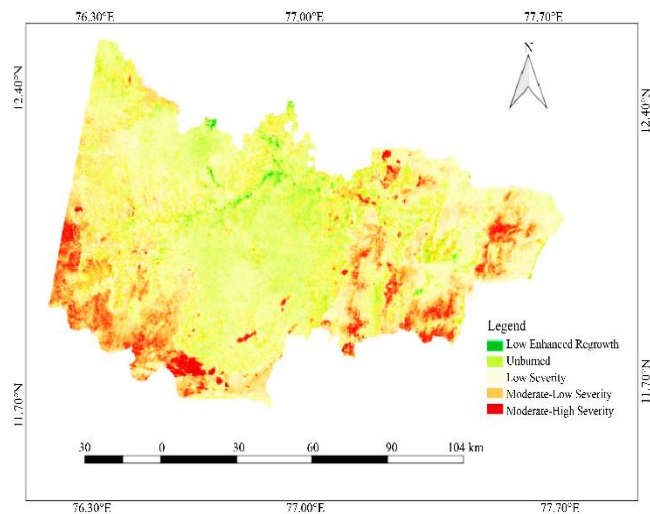 76.30°E 77.00°E 77.70°E
12.40°N 12.40°N
N
Legend
Low Enhanced Regrowth
Unburned
Low Severity
Moderate-Low Severity
Moderate-High Severity
11.70°N 11.70°N
30 0 30 60 90 104 km
76.30°E 77.00°E 77.70°E